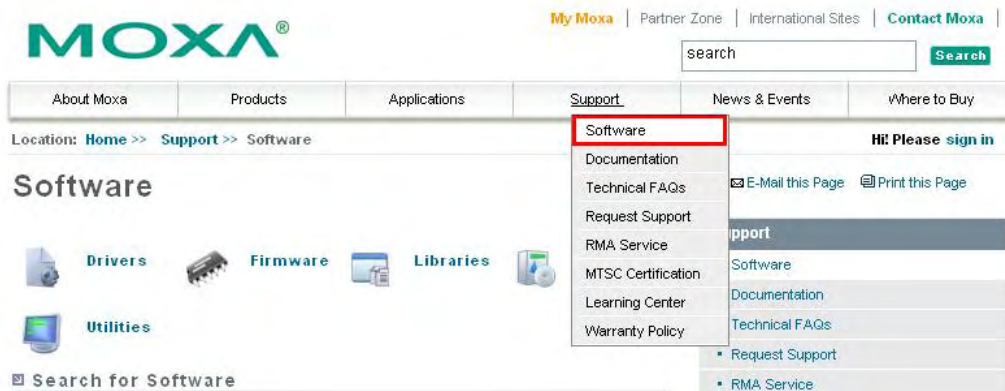 My Moxa | Partner Zone | International Sites | Contact Moxa |
MOXA®
search Search
About Moxa Products Applications Support News & Events Where to Buy
Location: Home >> Support >> Software
Hi! Please sign in
Software
Documentation
Technical FAQs
Request Support
RMA Service
MTSC Certification
Learning Center
Warranty Policy
Software
E-Mail this Page Print this Page
Drivers Firmware Libraries
Utilities
Search for Software
Software
Documentation
Technical FAQs
Request Support
RMA Service